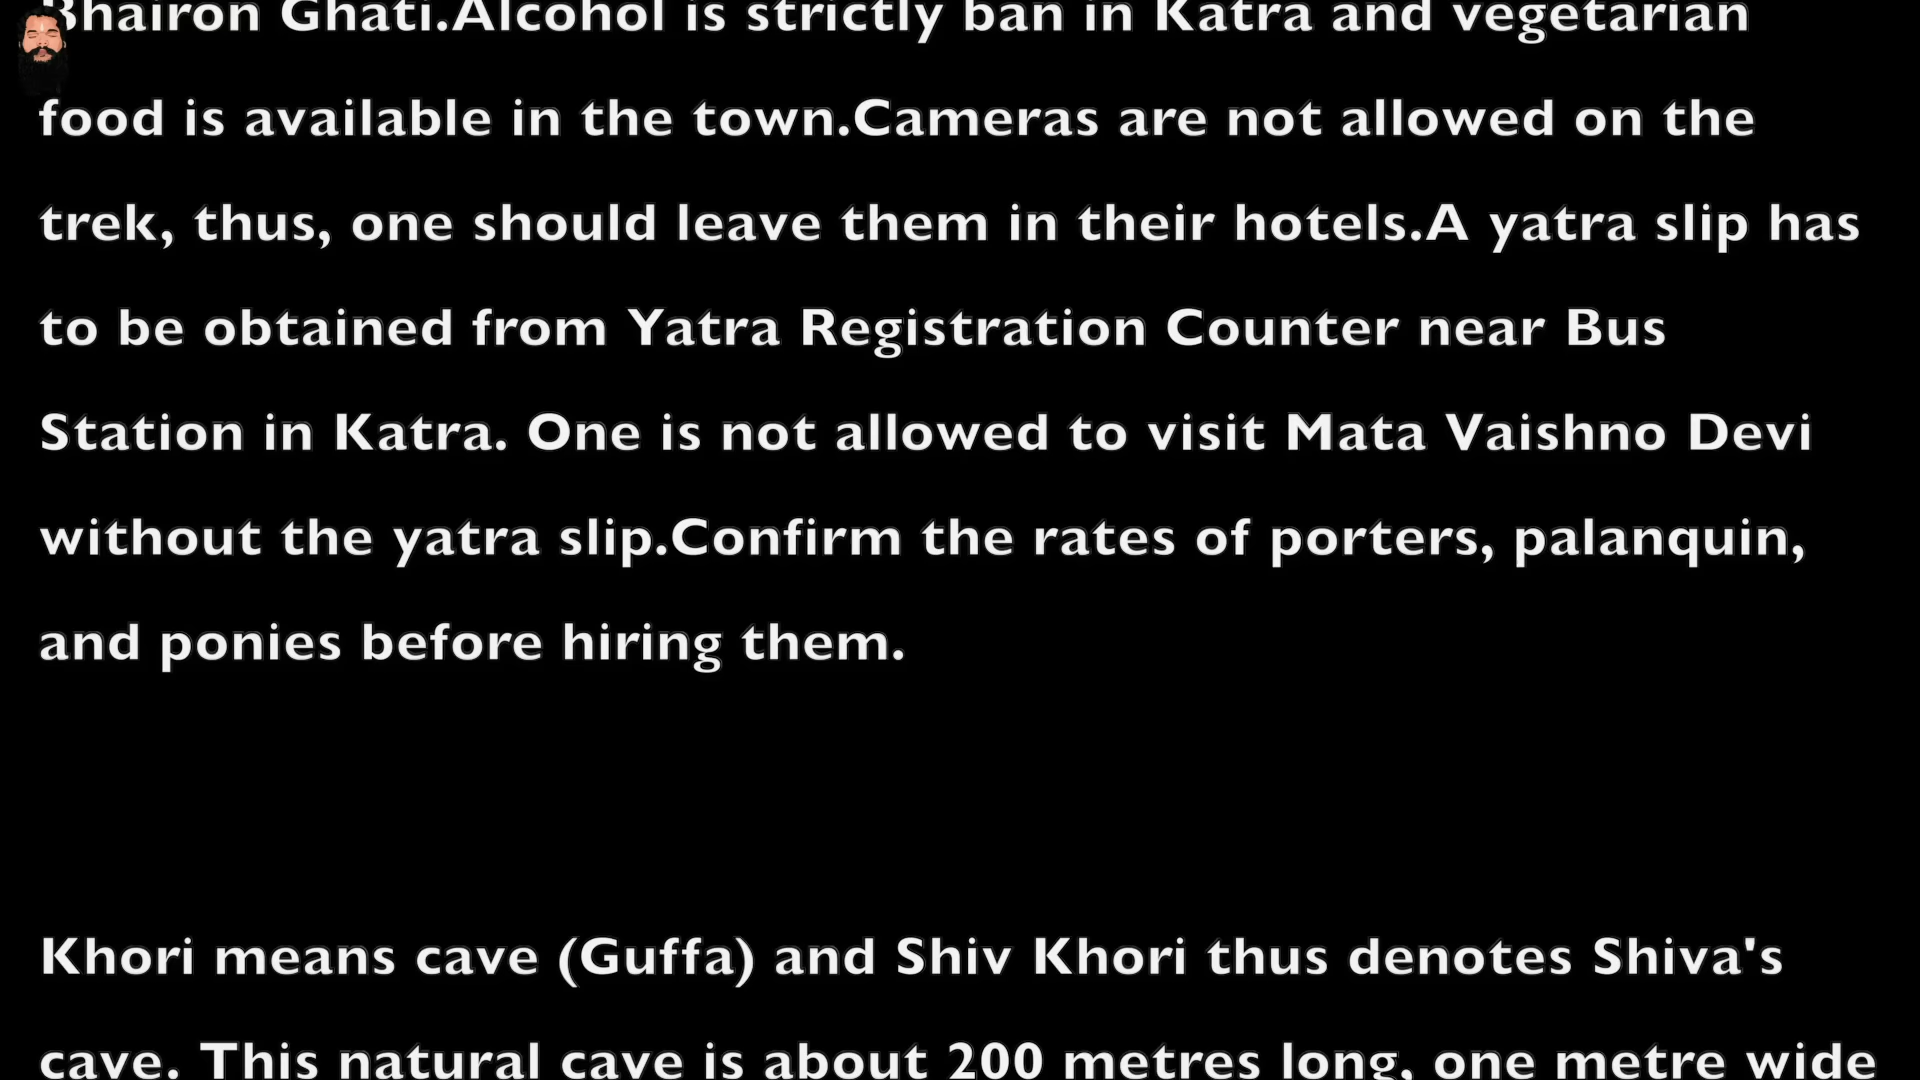 Bhairon Ghati.Alcohol is strictly ban in Katra and vegetarian
food is available in the town.Cameras are not allowed on the
trek, thus, one should leave them in their hotels.A yatra slip has
to be obtained from Yatra Registration Counter near Bus
Station in Katra. One is not allowed to visit Mata Vaishno Devi
without the yatra slip.Confirm the rates of porters, palanquin,
and ponies before hiring them.
Khori means cave (Guffa) and Shiv Khori thus denotes Shiva's
cave. This natural cave is about 200 metres long, one metre wide